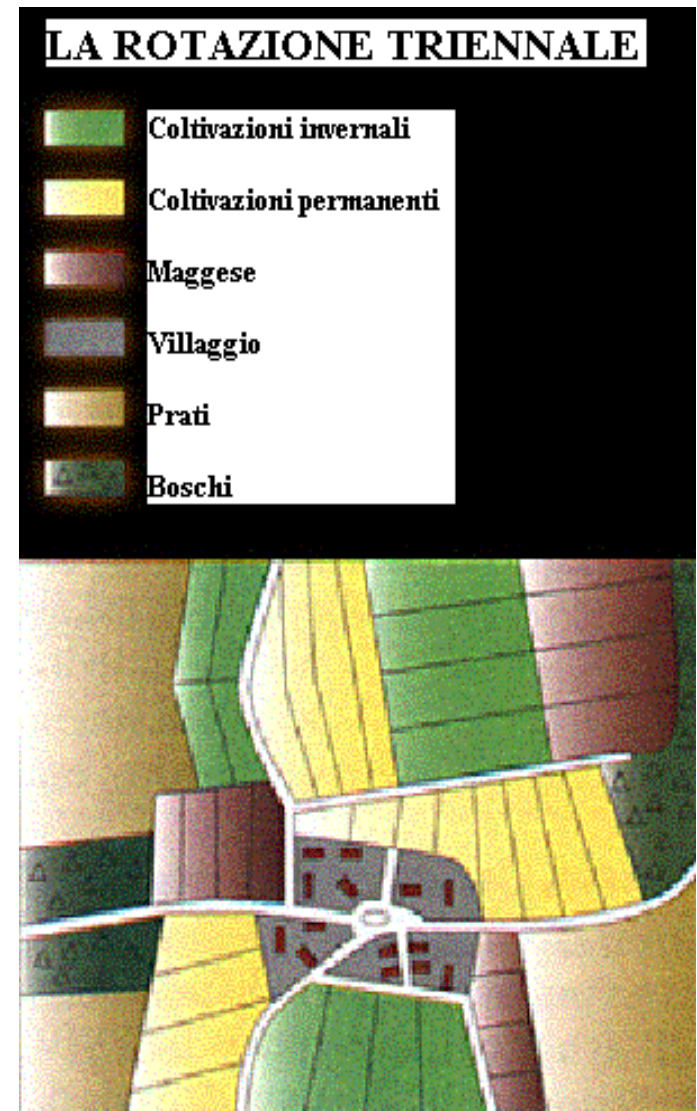 LA ROTAZIONE TRIENNALE
Coltivazioni invernali
Coltivazioni permanenti
Maggese
Villaggio
Prati
Boschi